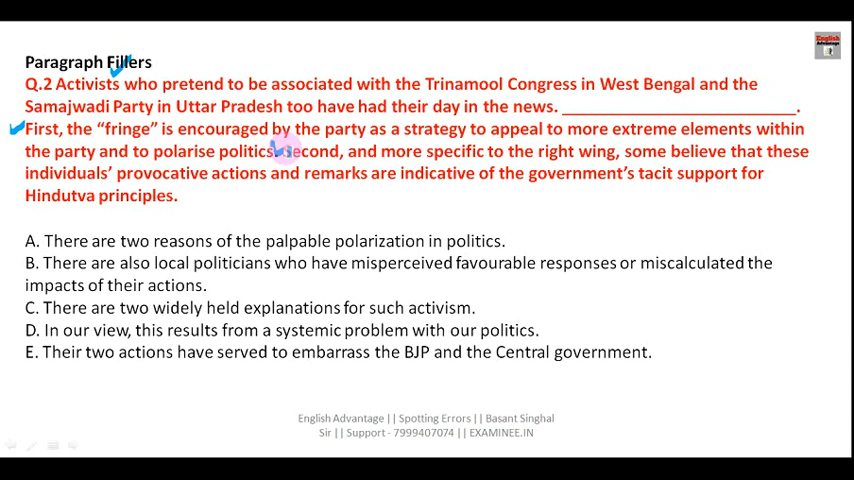 English
Advantage
Paragraph Fillers
Q.2 Activists who pretend to be associated with the Trinamool Congress in West Bengal and the
Samajwadi Party in Uttar Pradesh too have had their day in the news. ____________________________.
First, the “fringe” is encouraged by the party as a strategy to appeal to more extreme elements within
the party and to polarise politics. Second, and more specific to the right wing, some believe that these
individuals’ provocative actions and remarks are indicative of the government’s tacit support for
Hindutva principles.
A. There are two reasons of the palpable polarization in politics.
B. There are also local politicians who have misperceived favourable responses or miscalculated the
impacts of their actions.
C. There are two widely held explanations for such activism.
D. In our view, this results from a systemic problem with our politics.
E. Their two actions have served to embarrass the BJP and the Central government.
English Advantage || Spotting Errors || Basant Singhal
Sir || Support - 7999407074 || EXAMINEE.IN